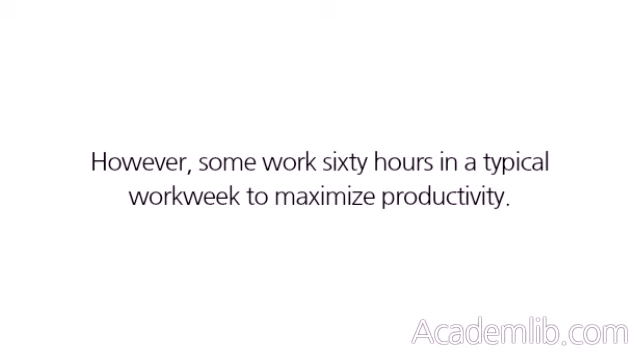 However, some work sixty hours in a typical
workweek to maximize productivity.
Academlib.com